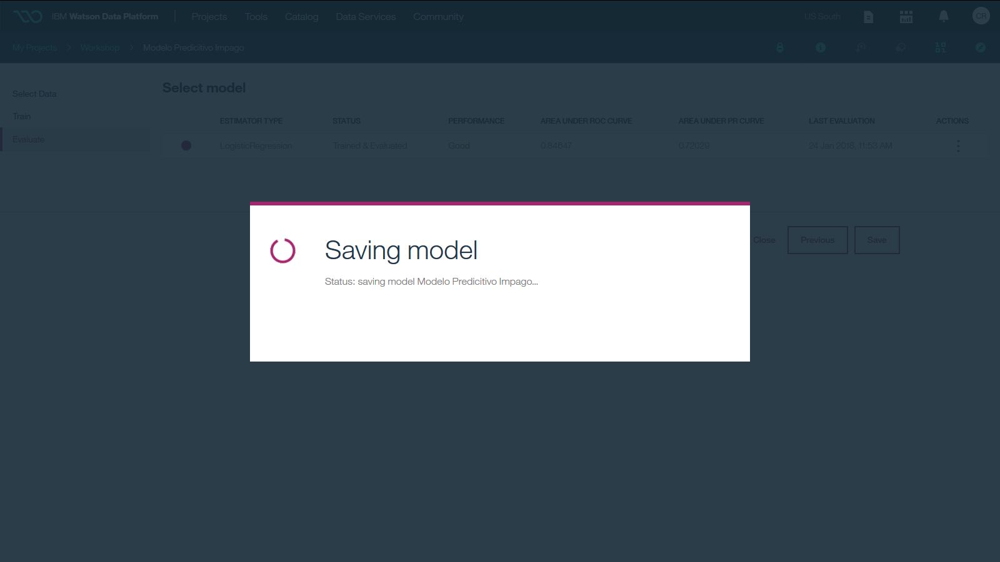 IBM Watson Data Platform Projects Tools Catalog Data Services Community US South CR
My Projects > Workshop > Modelo Predicitivo Impago
Select Data
Train
Evaluate
Select model
ESTIMATOR TYPE STATUS PERFORMANCE AREA UNDER ROC CURVE AREA UNDER PR CURVE LAST EVALUATION ACTIONS
LogisticRegression Trained & Evaluated Good 0.84647 0.72029 24 Jan 2018, 11:53 AM
Saving model
Status: saving model Modelo Predicitivo Impago...
Close Previous Save